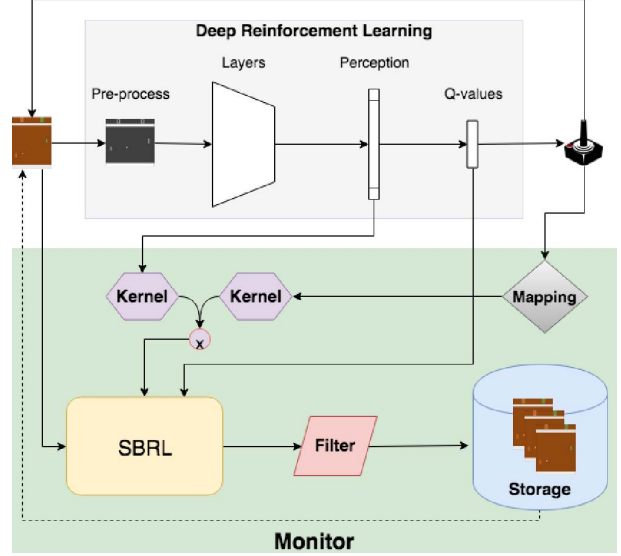 Deep Reinforcement Learning
Layers
Perception
Pre-process
Q-values
Kernel
Kernel
Mapping
x
SBRL
Filter
Storage
Monitor